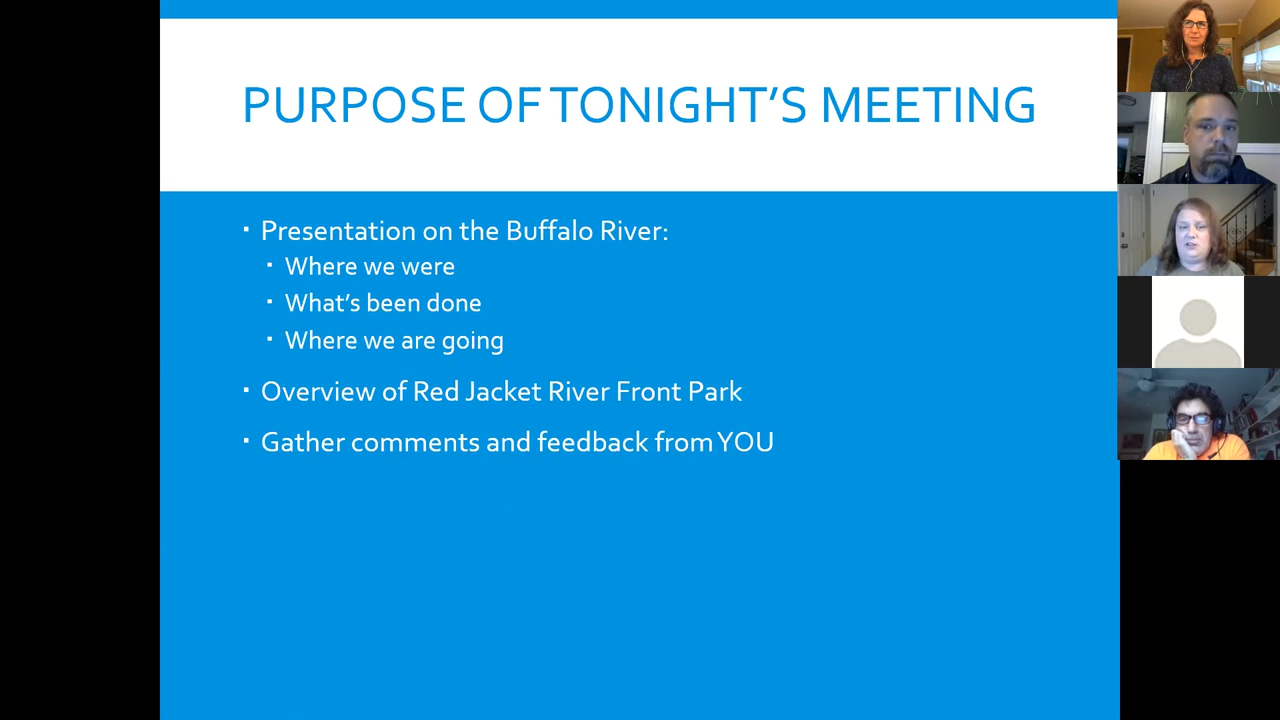 PURPOSE OF TONIGHT’S MEETING
▪ Presentation on the Buffalo River:
▪ Where we were
▪ What’s been done
▪ Where we are going
▪ Overview of Red Jacket River Front Park
▪ Gather comments and feedback from YOU